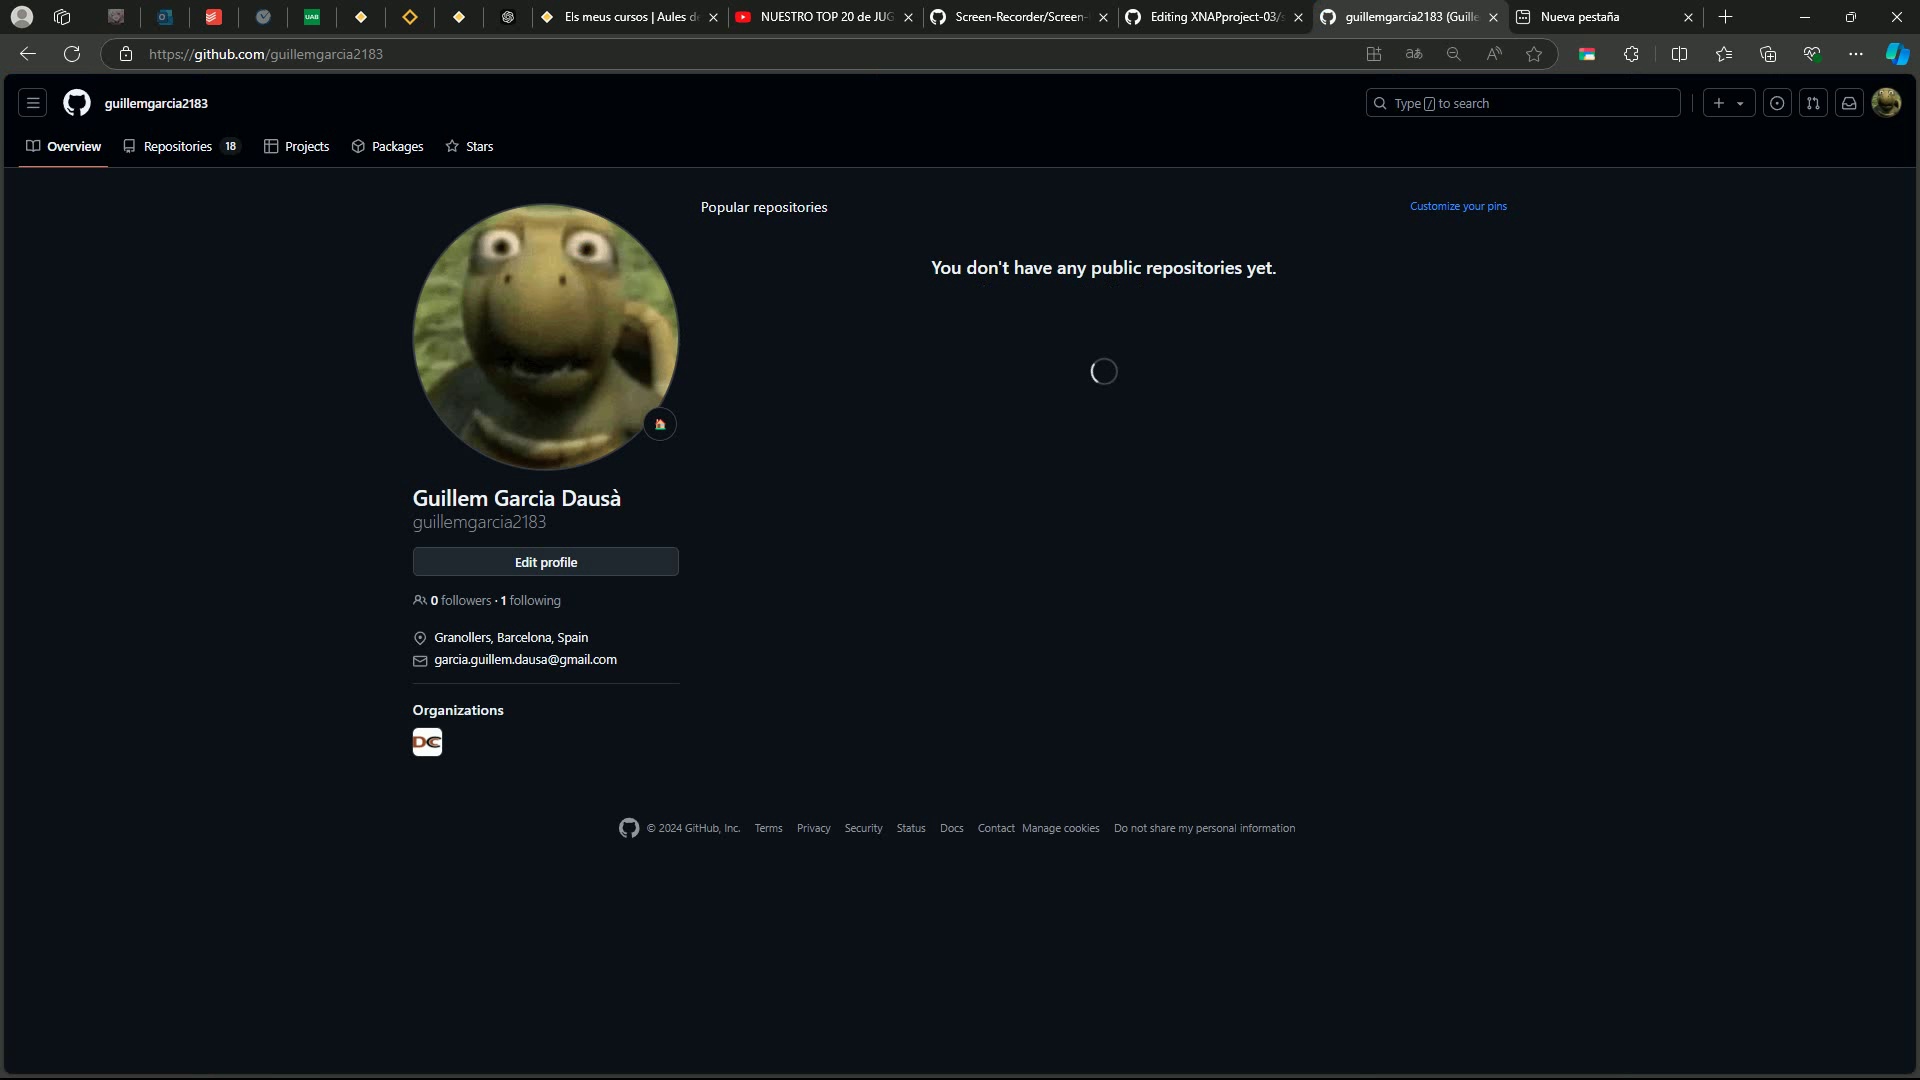 UAB
Els meus cursos | Aules d
NUESTRO TOP 20 de JUG
Screen-Recorder/Screen-
Editing XNAPproject-03/s
guillemgarcia2183 (Guille
Nueva pestaña
https://github.com/guillemgarcia2183
guillemgarcia2183
Type / to search
Overview
Repositories 18
Projects
Packages
Stars
Popular repositories
Customize your pins
You don't have any public repositories yet.
Guillem Garcia Dausà
guillemgarcia2183
Edit profile
0 followers · 1 following
Granollers, Barcelona, Spain
garcia.guillem.dausa@gmail.com
Organizations
DC
© 2024 GitHub, Inc. Terms Privacy Security Status Docs Contact Manage cookies Do not share my personal information